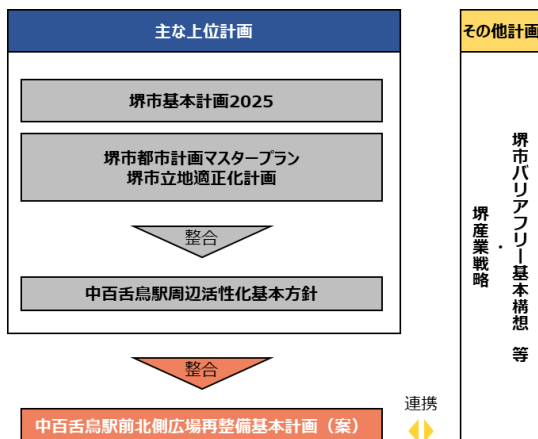 主な上位計画
堺市基本計画2025
堺市都市計画マスタープラン
堺市立地適正化計画
整合
中百舌鳥駅周辺活性化基本方針
整合
中百舌鳥駅前北側広場再整備基本計画（案）
連携
その他計画
堺市バリアフリー基本構想　等
・
堺産業戦略